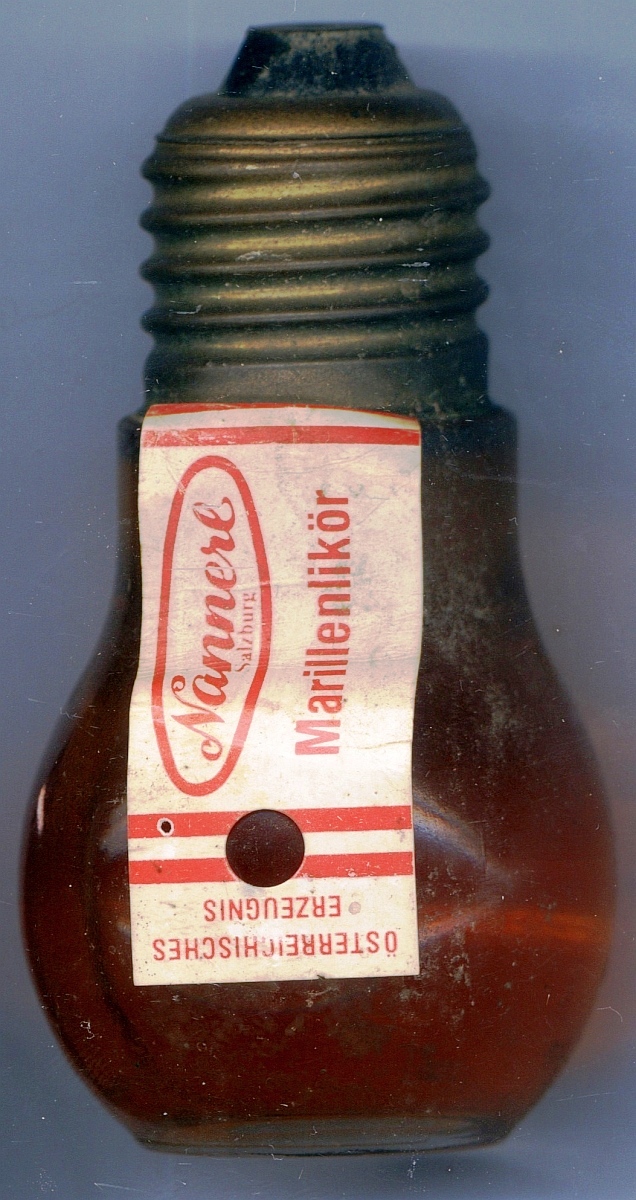 Nannerl
Salzburg
Marillenlikör
ÖSTERREICHISCHES
ERZEUGNIS